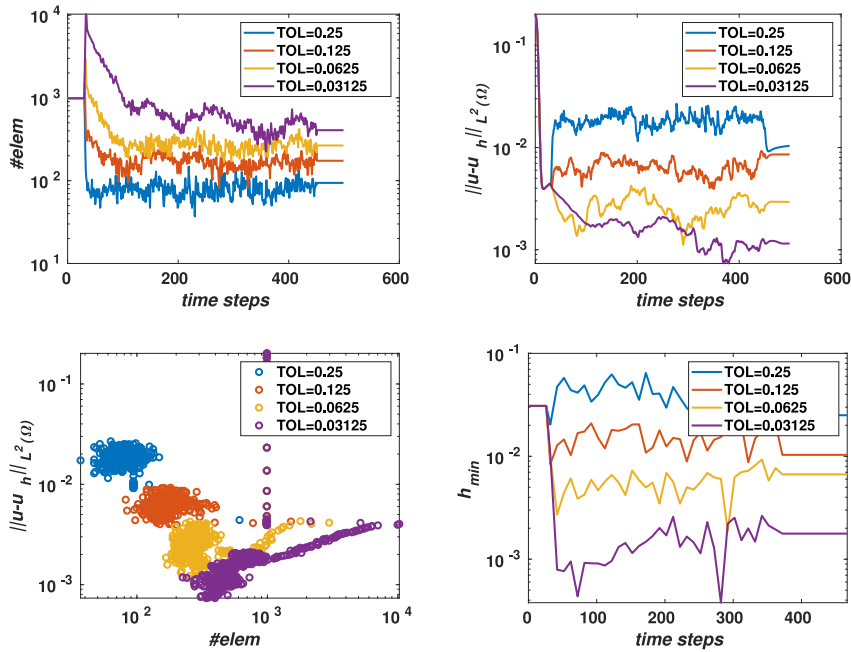 10^4
10^3
10^2
10^1
#elem
0
200
400
600
time steps
TOL=0.25
TOL=0.125
TOL=0.0625
TOL=0.03125
10^-1
10^-2
10^-3
||u-u_h||_L^2(Ω)
0
200
400
600
time steps
TOL=0.25
TOL=0.125
TOL=0.0625
TOL=0.03125
10^-1
10^-2
10^-3
||u-u_h||_L^2(Ω)
10^2
10^3
10^4
#elem
TOL=0.25
TOL=0.125
TOL=0.0625
TOL=0.03125
10^-1
10^-2
10^-3
h_min
0
100
200
300
400
time steps
TOL=0.25
TOL=0.125
TOL=0.0625
TOL=0.03125